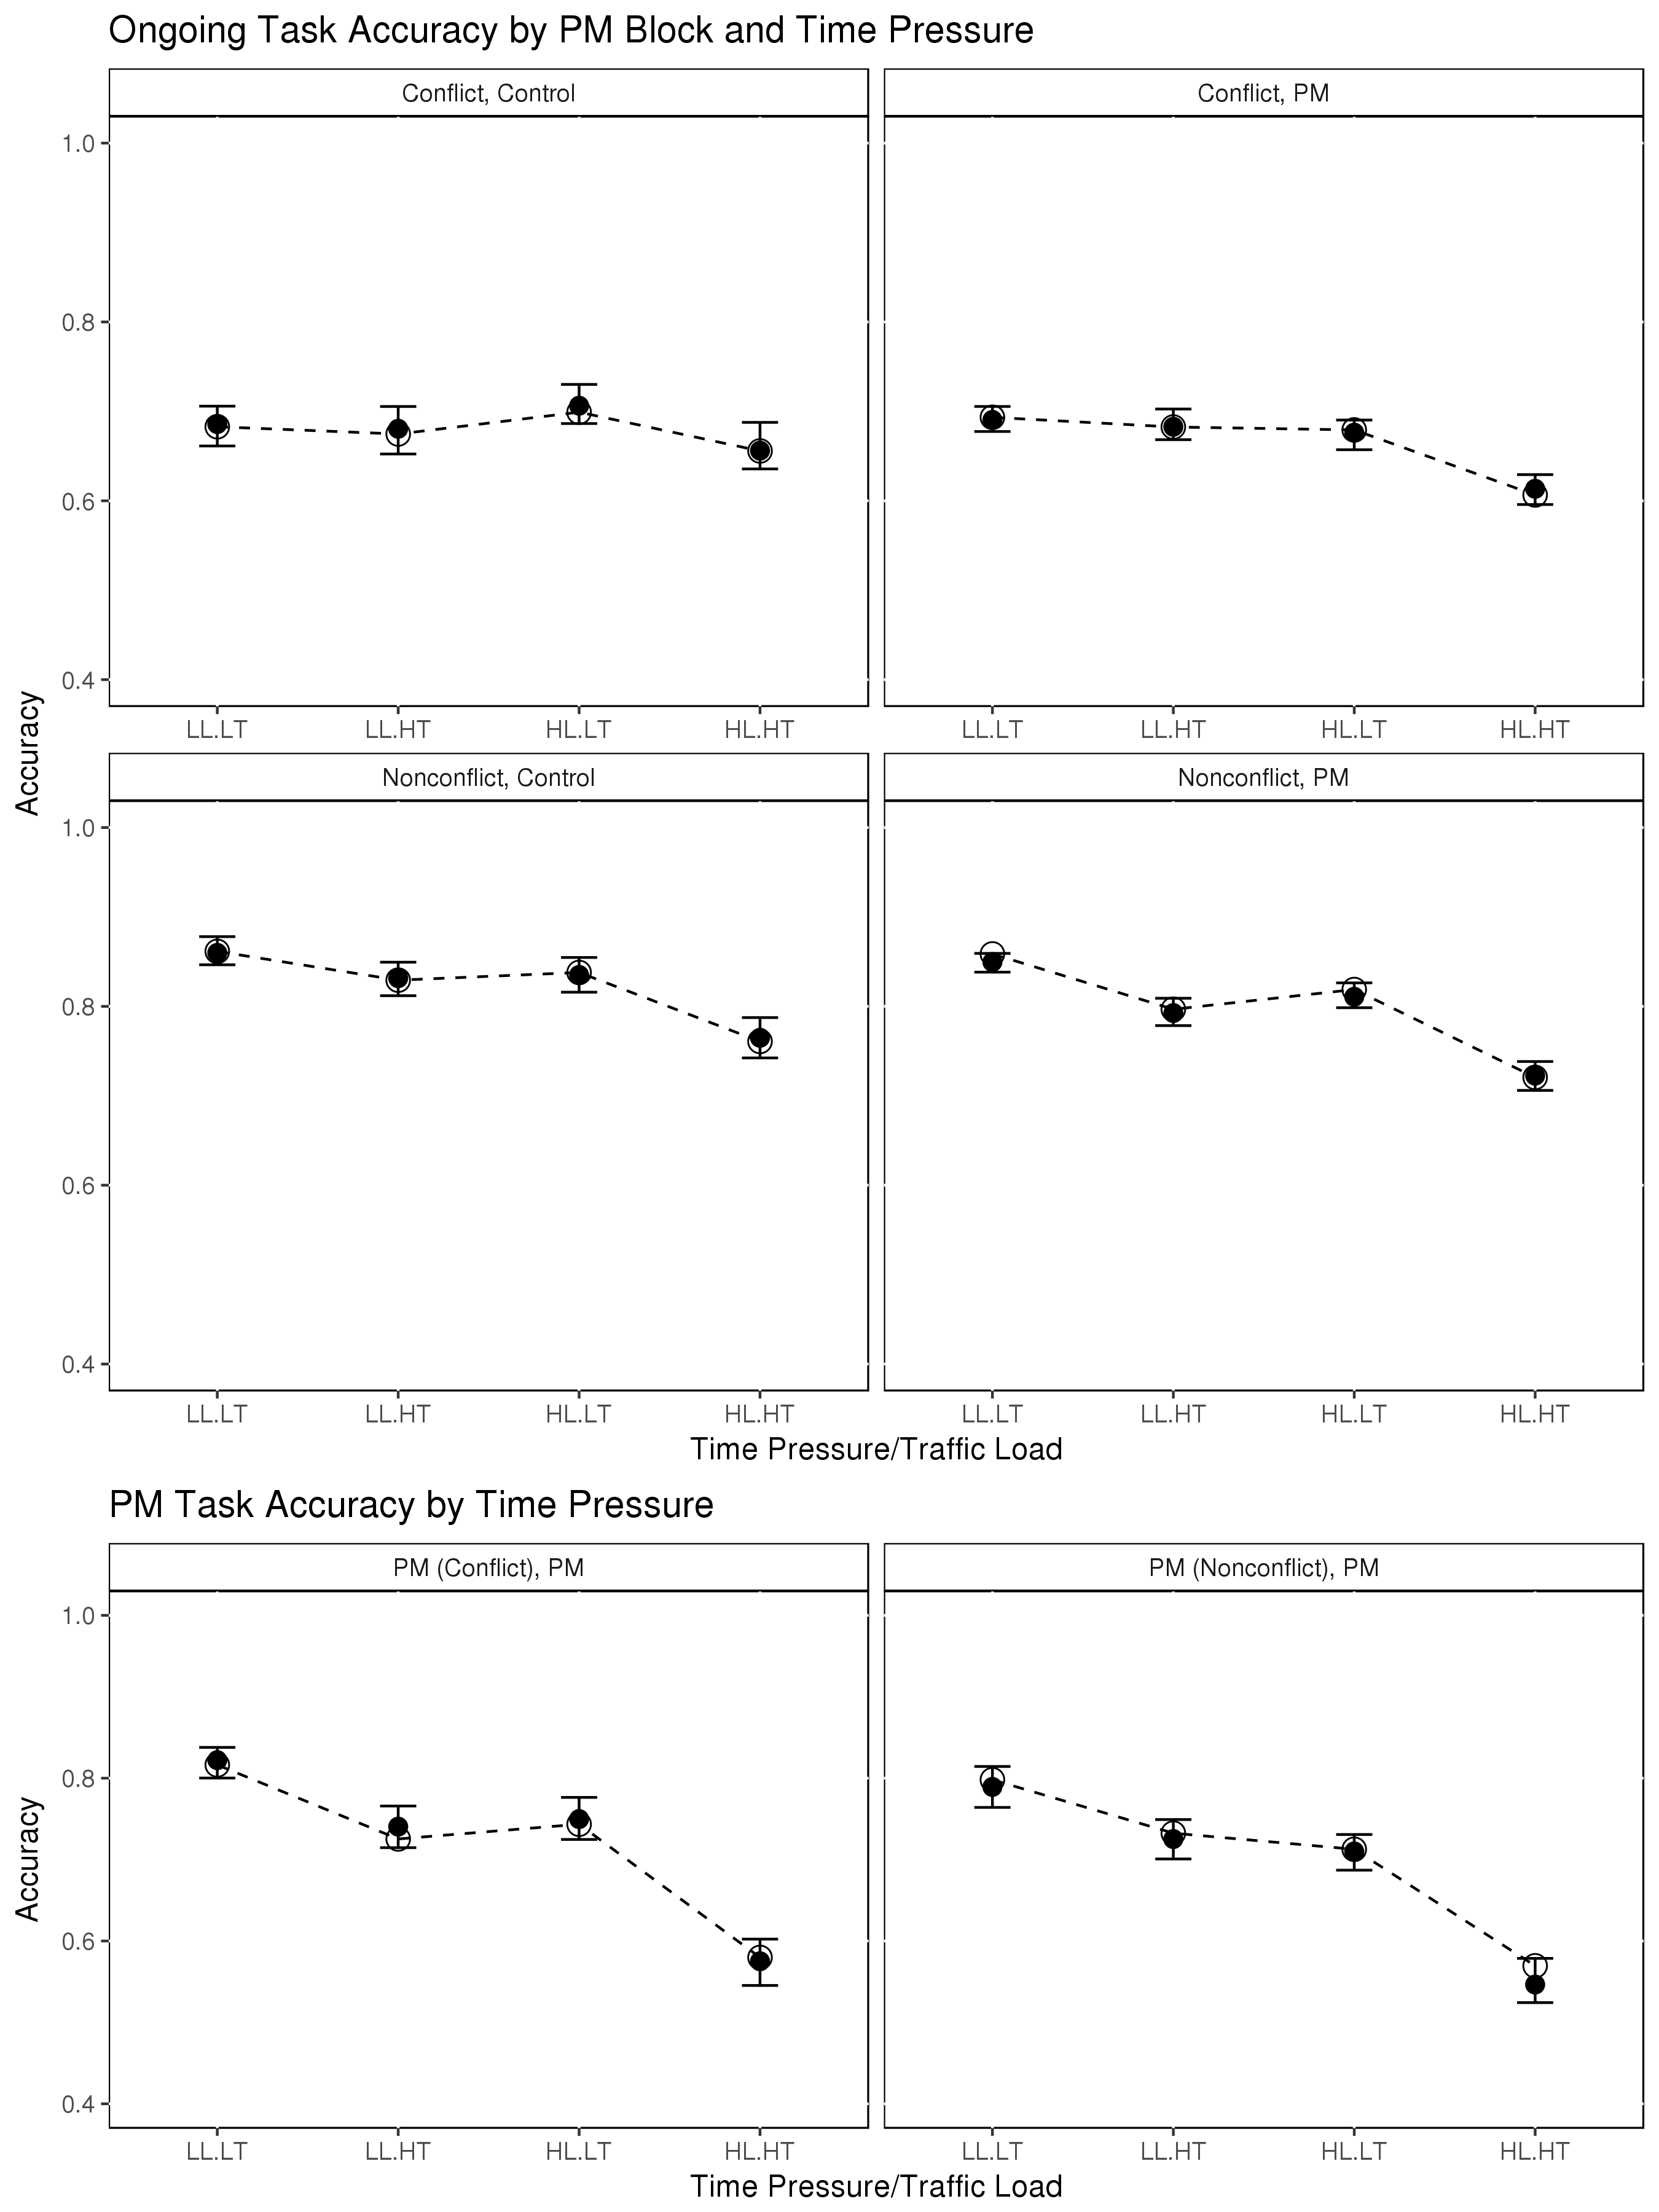 Ongoing Task Accuracy by PM Block and Time Pressure
Conflict, Control
Conflict, PM
1.0
0.8
0.6
0.4
LL.LT LL.HT HL.LT HL.HT
LL.LT LL.HT HL.LT HL.HT
Accuracy
Nonconflict, Control
Nonconflict, PM
1.0
0.8
0.6
0.4
LL.LT LL.HT HL.LT HL.HT
LL.LT LL.HT HL.LT HL.HT
Time Pressure/Traffic Load
PM Task Accuracy by Time Pressure
PM (Conflict), PM
PM (Nonconflict), PM
1.0
0.8
0.6
0.4
Accuracy
LL.LT LL.HT HL.LT HL.HT
LL.LT LL.HT HL.LT HL.HT
Time Pressure/Traffic Load